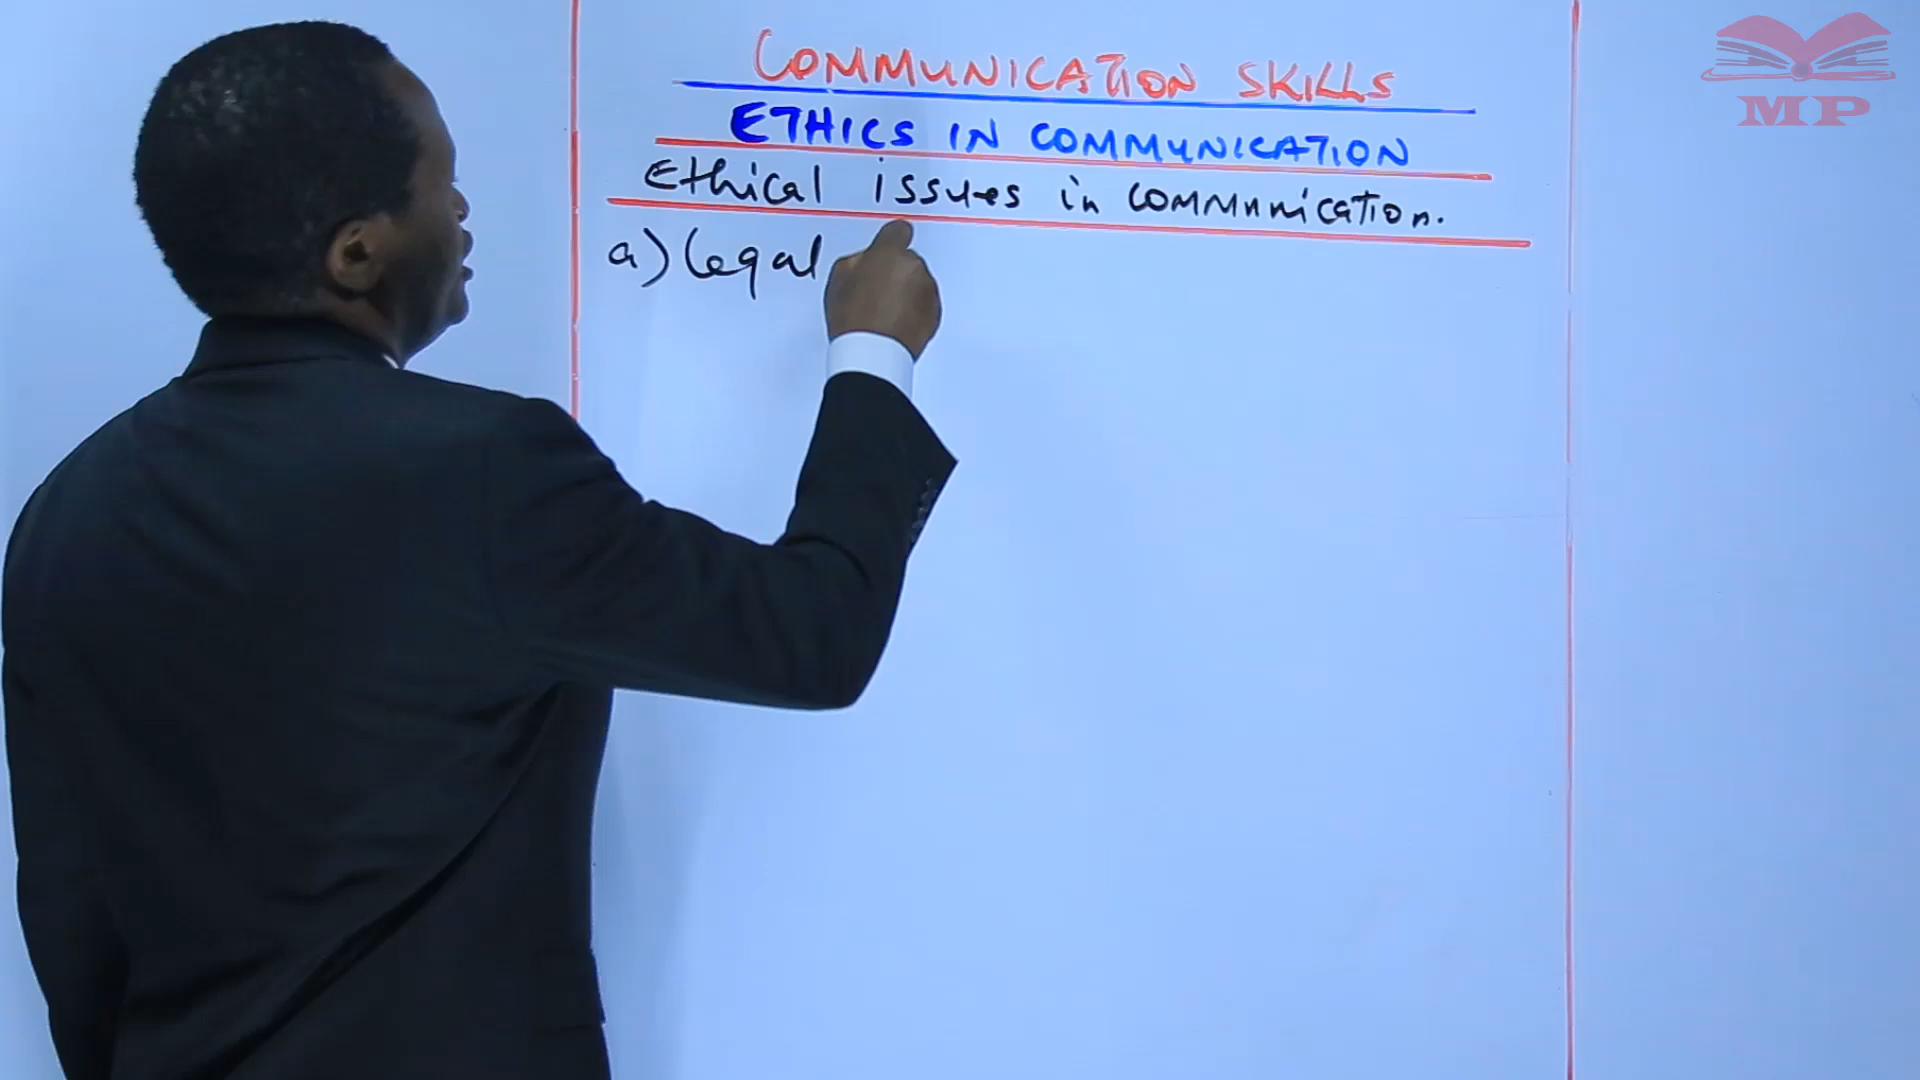 COMMUNICATION SKILLS
ETHICS IN COMMUNICATION
Ethical issues in communication.
a) Legal
MP